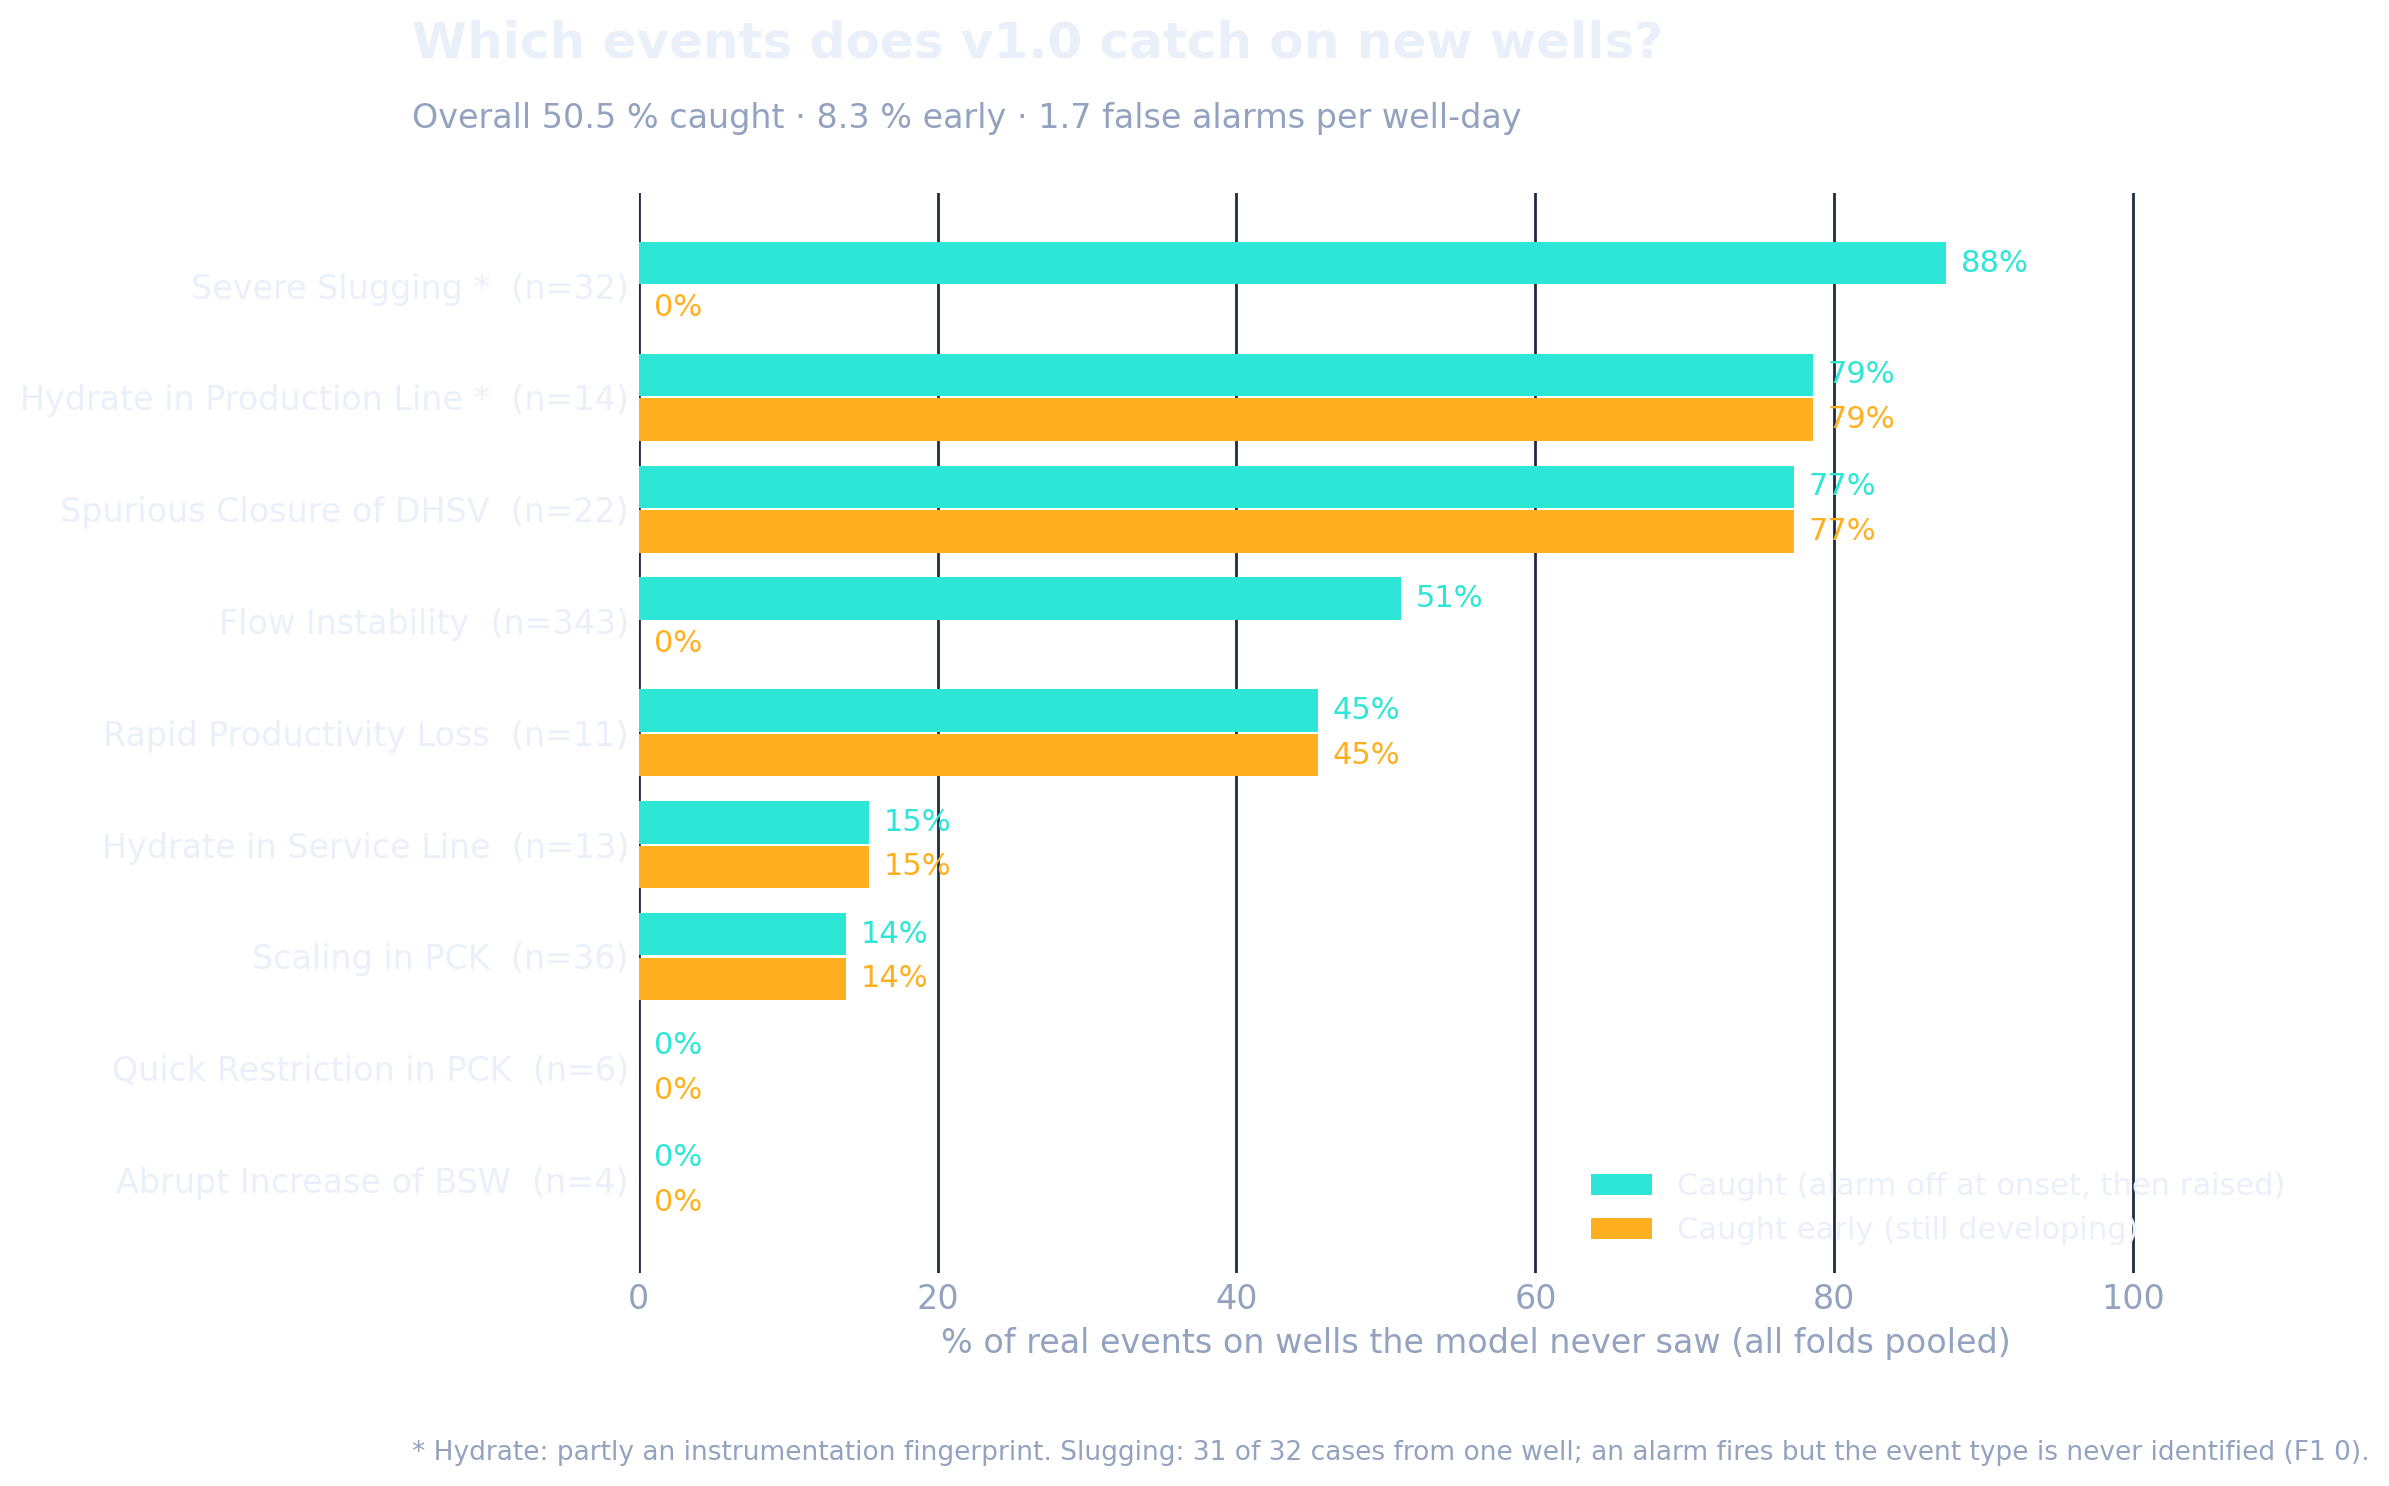 Which events does v1.0 catch on new wells?
Overall 50.5 % caught · 8.3 % early · 1.7 false alarms per well-day
Severe Slugging *  (n=32)
88%
0%
Hydrate in Production Line *  (n=14)
79%
79%
Spurious Closure of DHSV  (n=22)
77%
77%
Flow Instability  (n=343)
51%
0%
Rapid Productivity Loss  (n=11)
45%
45%
Hydrate in Service Line  (n=13)
15%
15%
Scaling in PCK  (n=36)
14%
14%
Quick Restriction in PCK  (n=6)
0%
0%
Abrupt Increase of BSW  (n=4)
0%
0%
Caught (alarm off at onset, then raised)
Caught early (still developing)
0 20 40 60 80 100
% of real events on wells the model never saw (all folds pooled)
* Hydrate: partly an instrumentation fingerprint. Slugging: 31 of 32 cases from one well; an alarm fires but the event type is never identified (F1 0).